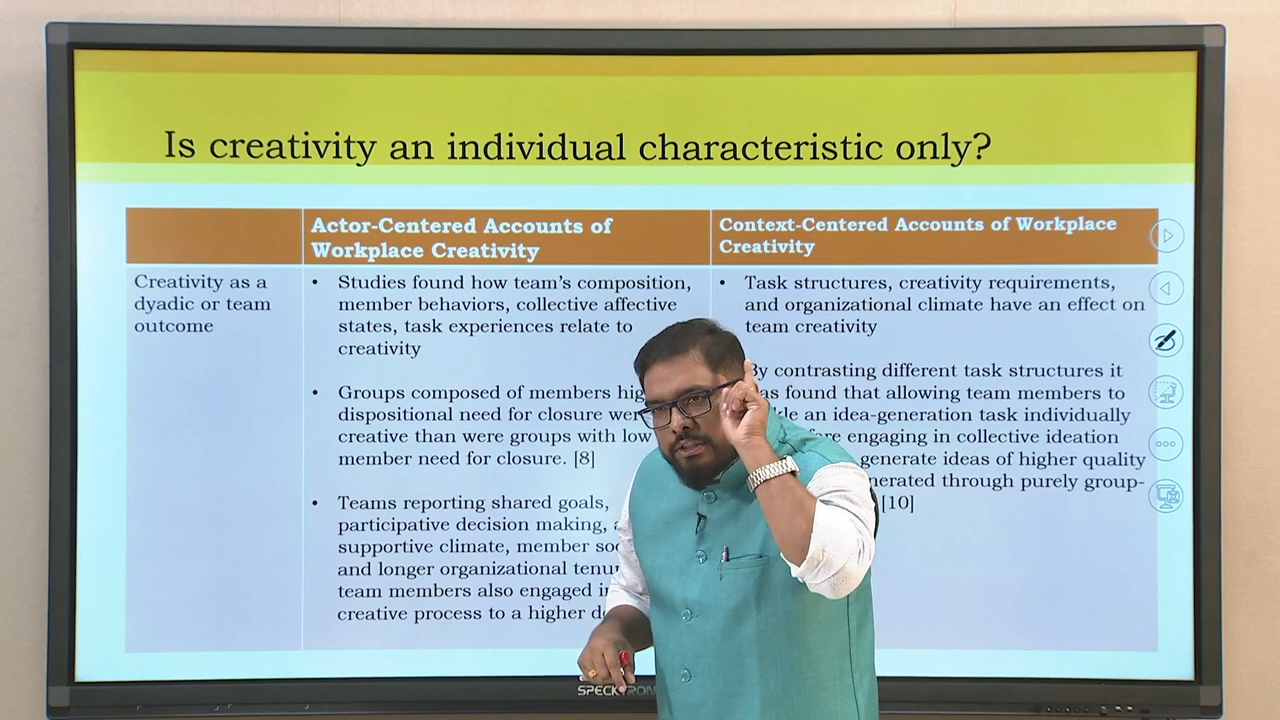 Is creativity an individual characteristic only?
Actor-Centered Accounts of
Workplace Creativity
Context-Centered Accounts of Workplace
Creativity
Creativity as a
dyadic or team
outcome
• Studies found how team's composition,
member behaviors, collective affective
states, task experiences relate to
creativity
• Groups composed of members
dispositional need for closure
creative than were groups with low
member need for closure. [8]
• Teams reporting shared goals,
participative decision making,
supportive climate, member
and longer organizational
team members also engaged
creative process to a higher
• Task structures, creativity requirements,
and organizational climate have an effect on
team creativity
By contrasting different task structures it
found that allowing team members to
an idea-generation task individually
engaging in collective ideation
generate ideas of higher quality
through purely group-
[10]
SPECKTRON